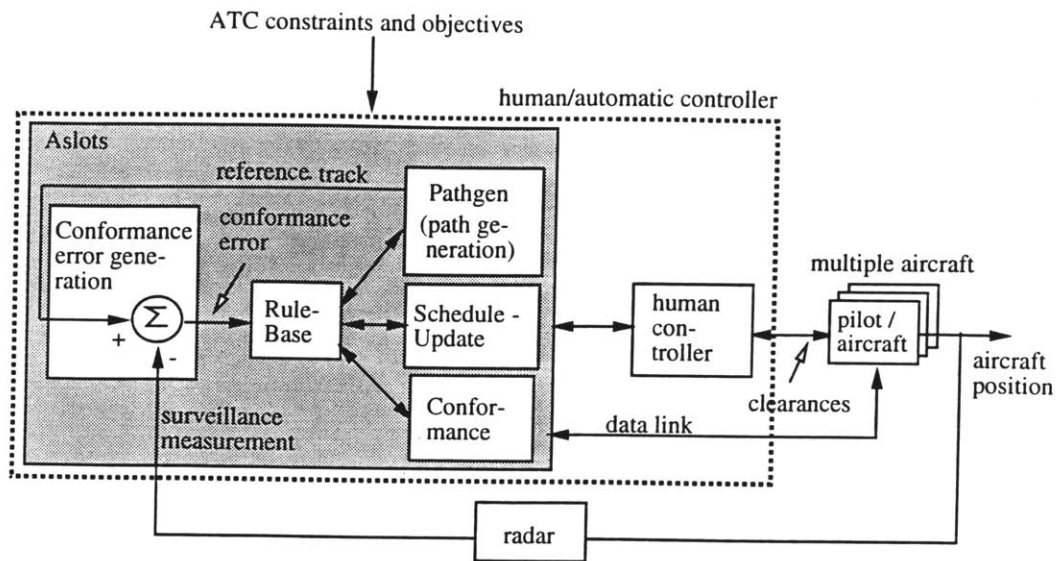 ATC constraints and objectives
human/automatic controller
Aslots
reference track
Pathgen
(path ge-
neration)
conformance
error
Conformance
error gene-
ration
Σ
+
-
Rule-
Base
Schedule -
Update
Confor-
mance
human
con-
troller
multiple aircraft
pilot /
aircraft
aircraft
position
clearances
data link
surveillance
measurement
radar